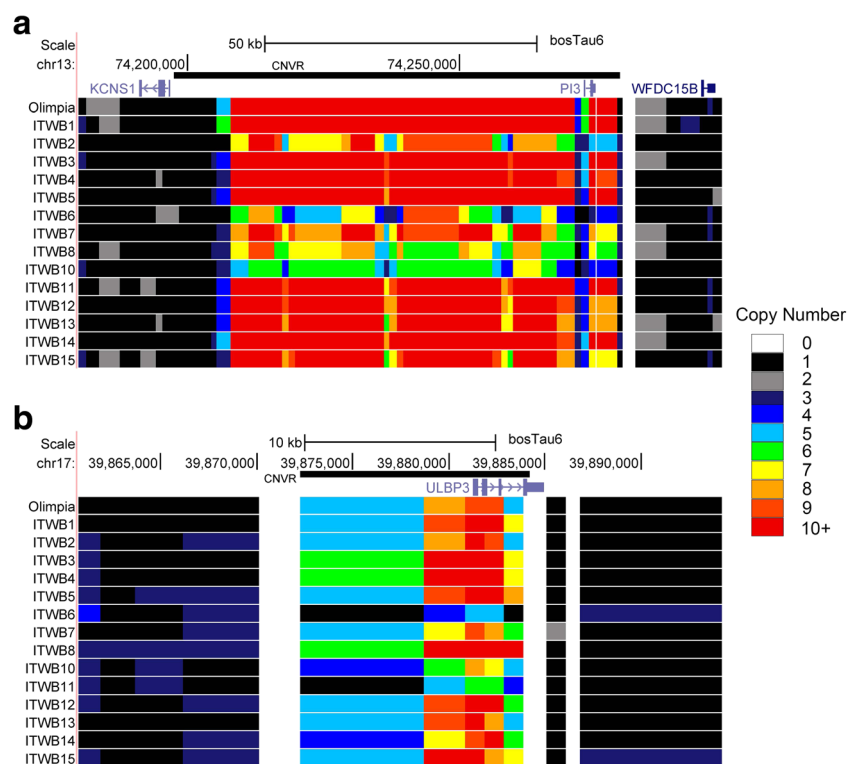 a
Scale 50 kb bosTau6
chr13: 74,200,000 CNVR 74,250,000
KCNS1 PI3 WFDC15B
Olimpia
ITWB1
ITWB2
ITWB3
ITWB4
ITWB5
ITWB6
ITWB7
ITWB8
ITWB10
ITWB11
ITWB12
ITWB13
ITWB14
ITWB15
Copy Number
0
1
2
3
4
5
6
7
8
9
10+
b
Scale 10 kb bosTau6
chr17: 39,865,000 39,870,000 39,875,000 39,880,000 39,885,000 39,890,000
CNVR
ULBP3
Olimpia
ITWB1
ITWB2
ITWB3
ITWB4
ITWB5
ITWB6
ITWB7
ITWB8
ITWB10
ITWB11
ITWB12
ITWB13
ITWB14
ITWB15